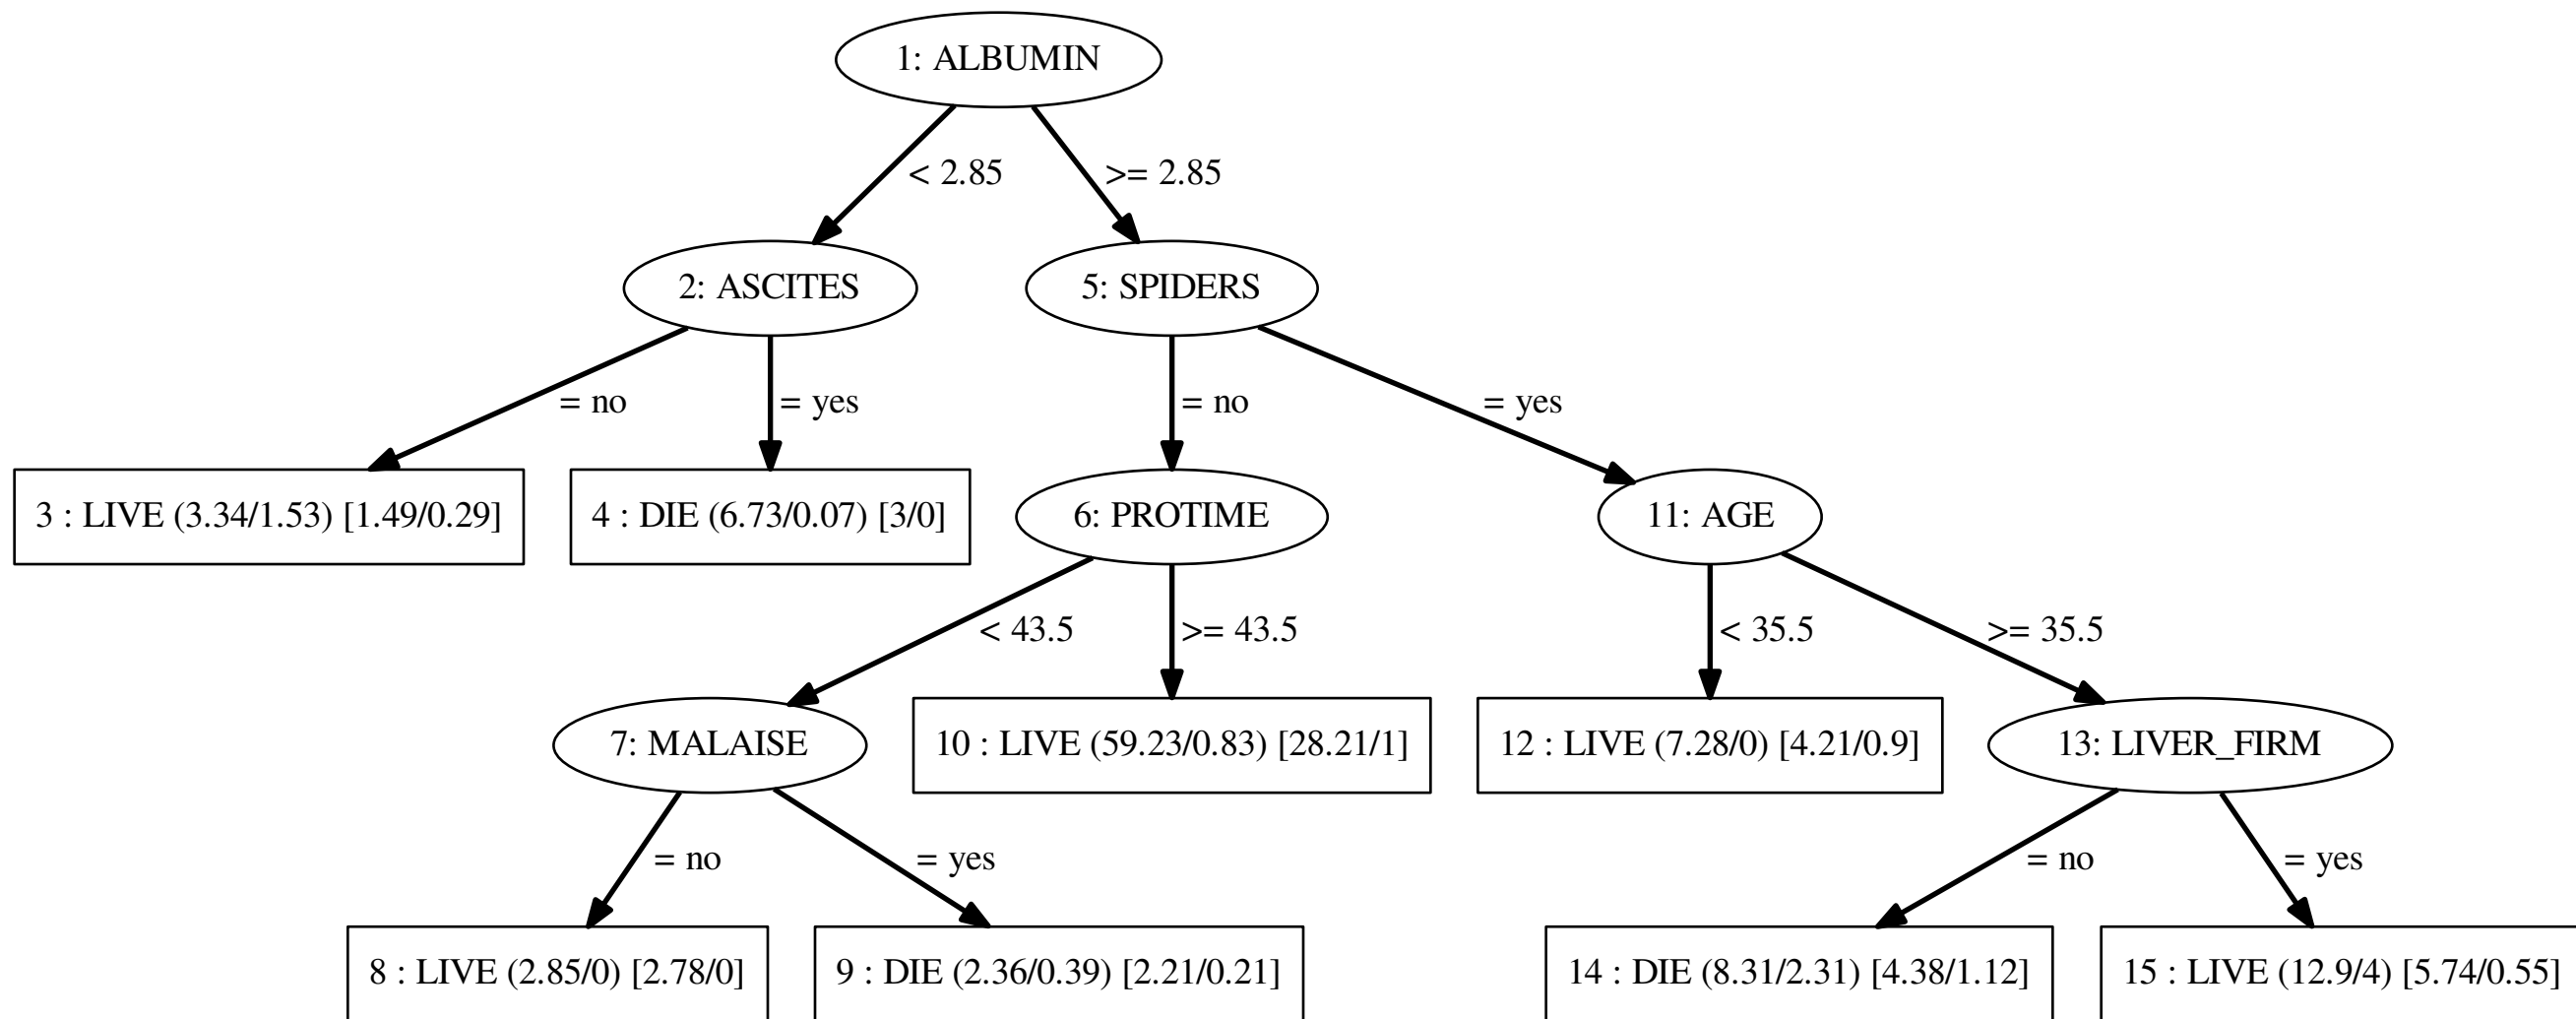 1: ALBUMIN
< 2.85
>= 2.85
2: ASCITES
5: SPIDERS
= no
= yes
= no
= yes
3 : LIVE (3.34/1.53) [1.49/0.29]
4 : DIE (6.73/0.07) [3/0]
6: PROTIME
11: AGE
< 43.5
>= 43.5
< 35.5
>= 35.5
7: MALAISE
10 : LIVE (59.23/0.83) [28.21/1]
12 : LIVE (7.28/0) [4.21/0.9]
13: LIVER_FIRM
= no
= yes
= no
= yes
8 : LIVE (2.85/0) [2.78/0]
9 : DIE (2.36/0.39) [2.21/0.21]
14 : DIE (8.31/2.31) [4.38/1.12]
15 : LIVE (12.9/4) [5.74/0.55]